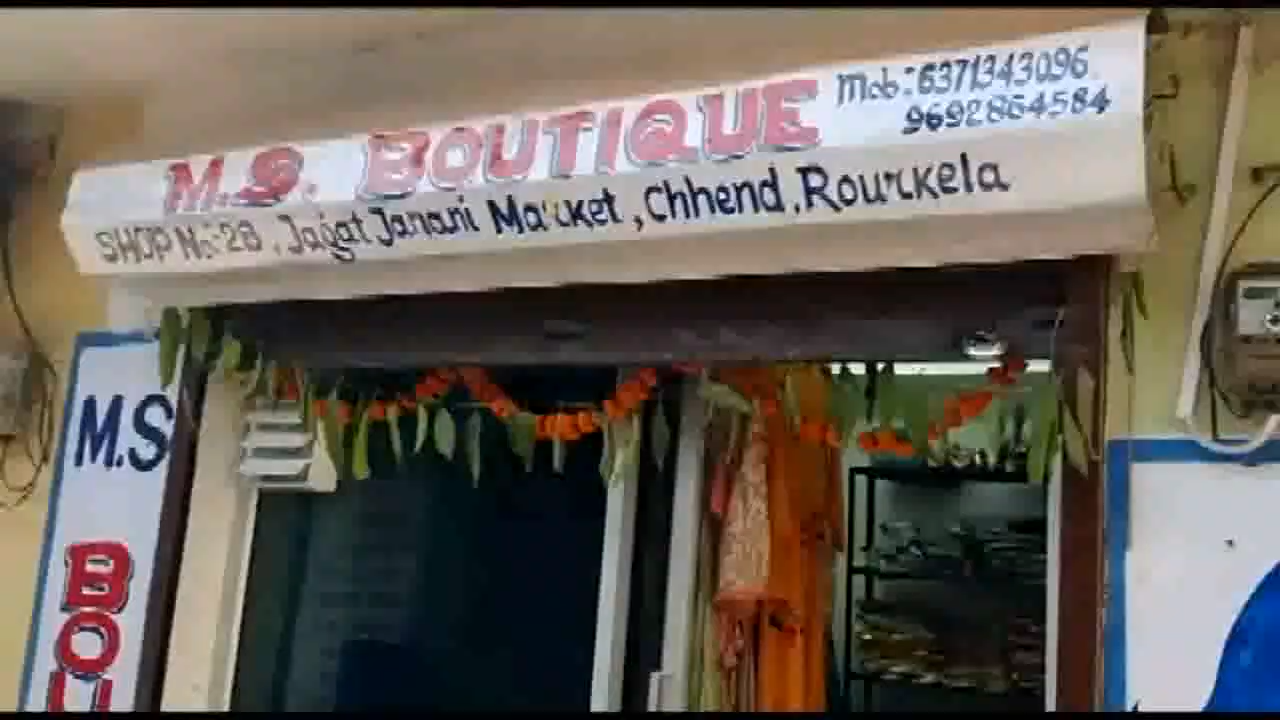 M.S. BOUTIQUE
Mob:6371343096
9692864584
SHOP No:-28, Jagat Janani Market, Chhend, Rourkela
M.S
BOU